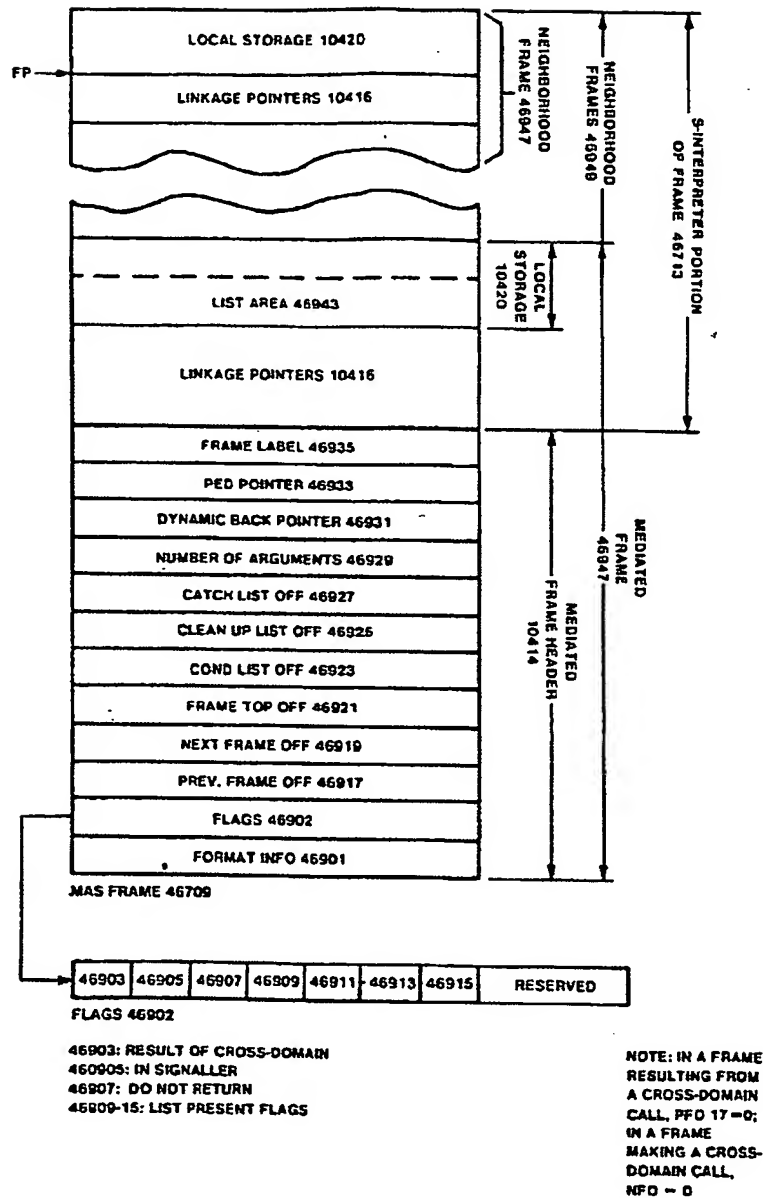 LOCAL STORAGE 10420
FP
LINKAGE POINTERS 10416
NEIGHBORHOOD
FRAME 46947
NEIGHBORHOOD
FRAMES 46949
S-INTERPRETER PORTION
OF FRAME 46713
LOCAL
STORAGE
10420
LIST AREA 46943
LINKAGE POINTERS 10416
FRAME LABEL 46935
PED POINTER 46933
DYNAMIC BACK POINTER 46931
NUMBER OF ARGUMENTS 46929
CATCH LIST OFF 46927
CLEAN UP LIST OFF 46925
COND LIST OFF 46923
FRAME TOP OFF 46921
NEXT FRAME OFF 46919
PREV. FRAME OFF 46917
FLAGS 46902
FORMAT INFO 46901
MEDIATED
FRAME HEADER
10414
MEDIATED
FRAME
46947
MAS FRAME 46709
46903 46905 46907 46909 46911 46913 46915 RESERVED
FLAGS 46902
46903: RESULT OF CROSS-DOMAIN
460905: IN SIGNALLER
46907: DO NOT RETURN
46909-15: LIST PRESENT FLAGS
NOTE: IN A FRAME
RESULTING FROM
A CROSS-DOMAIN
CALL, PFO 17=0;
IN A FRAME
MAKING A CROSS-
DOMAIN CALL,
NFO = 0